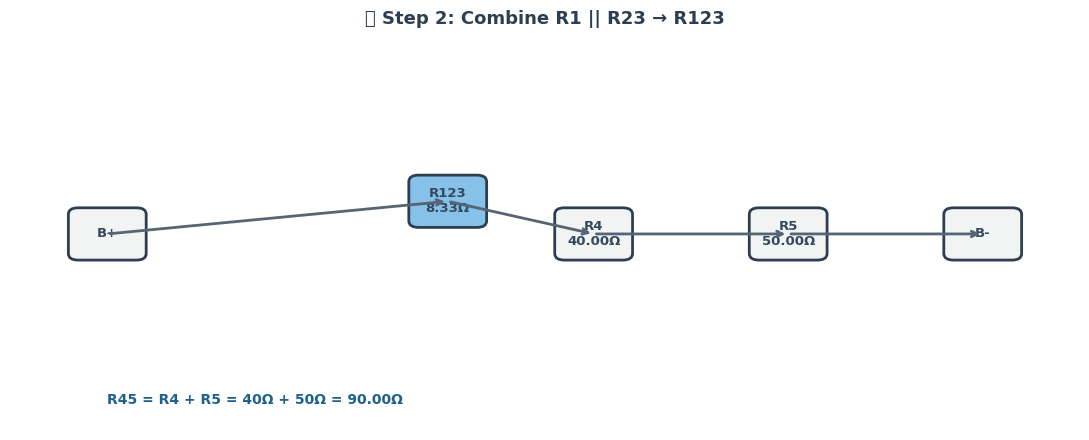 ▯ Step 2: Combine R1 || R23 → R123
R123
8.33Ω
B+
R4
40.00Ω
R5
50.00Ω
B-
R45 = R4 + R5 = 40Ω + 50Ω = 90.00Ω